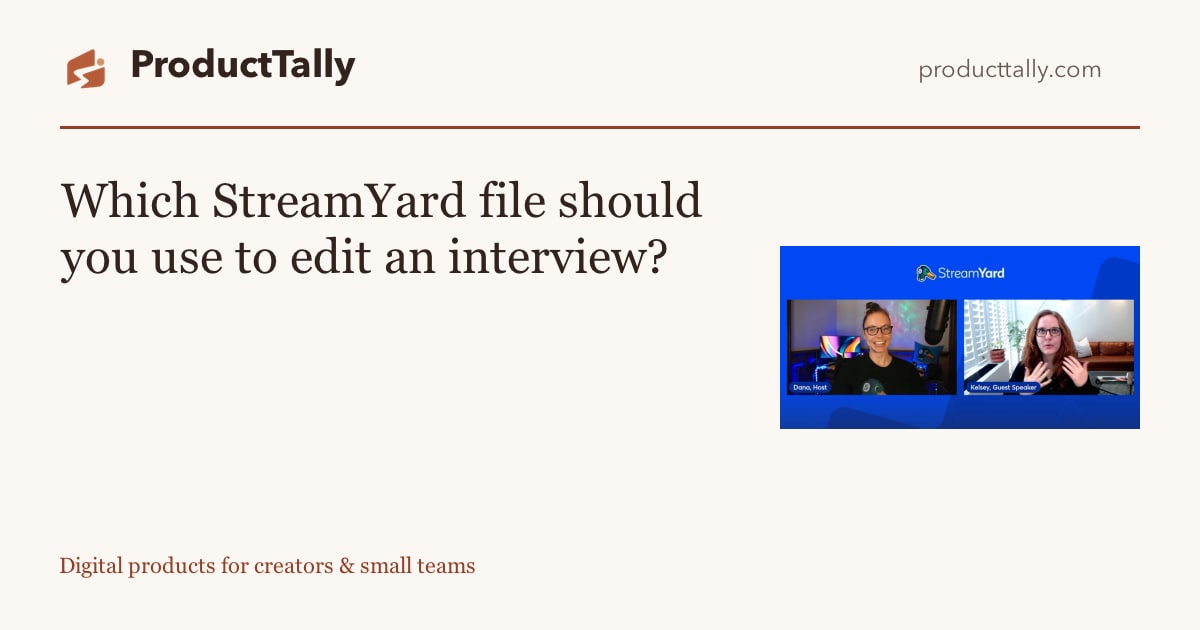 ProductTally
producttally.com
Which StreamYard file should
you use to edit an interview?
StreamYard
Dana, Host
Kelsey, Guest Speaker
Digital products for creators & small teams